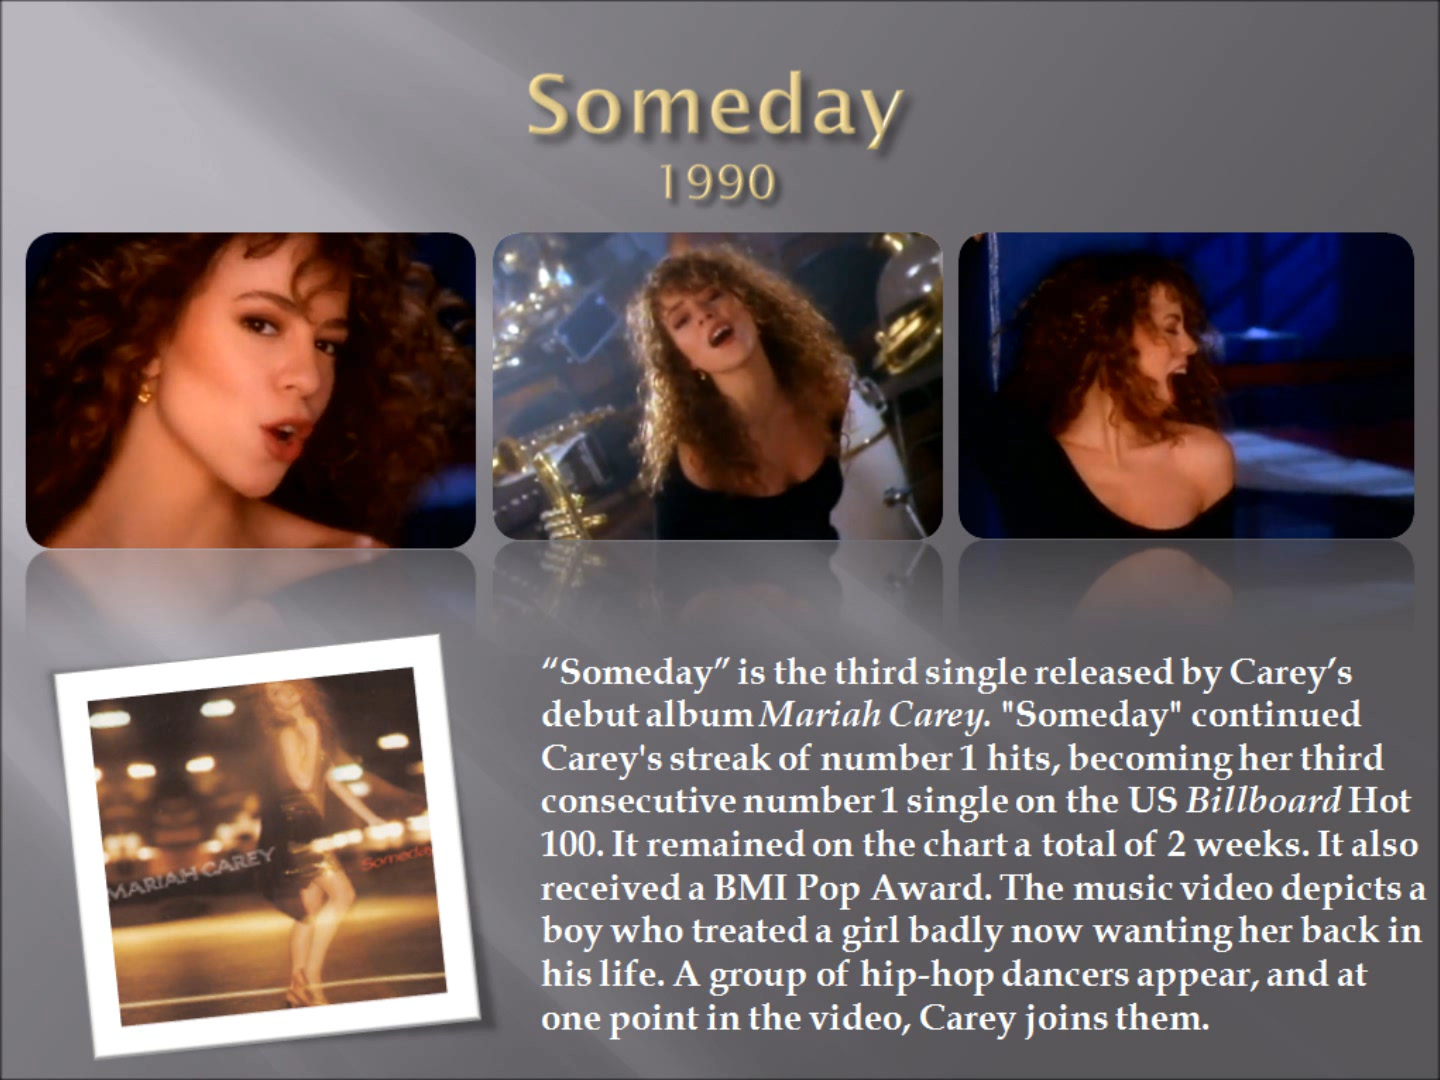 Someday
1990
MARIAH CAREY
Someday
“Someday” is the third single released by Carey’s
debut album Mariah Carey. "Someday" continued
Carey's streak of number 1 hits, becoming her third
consecutive number 1 single on the US Billboard Hot
100. It remained on the chart a total of 2 weeks. It also
received a BMI Pop Award. The music video depicts a
boy who treated a girl badly now wanting her back in
his life. A group of hip-hop dancers appear, and at
one point in the video, Carey joins them.